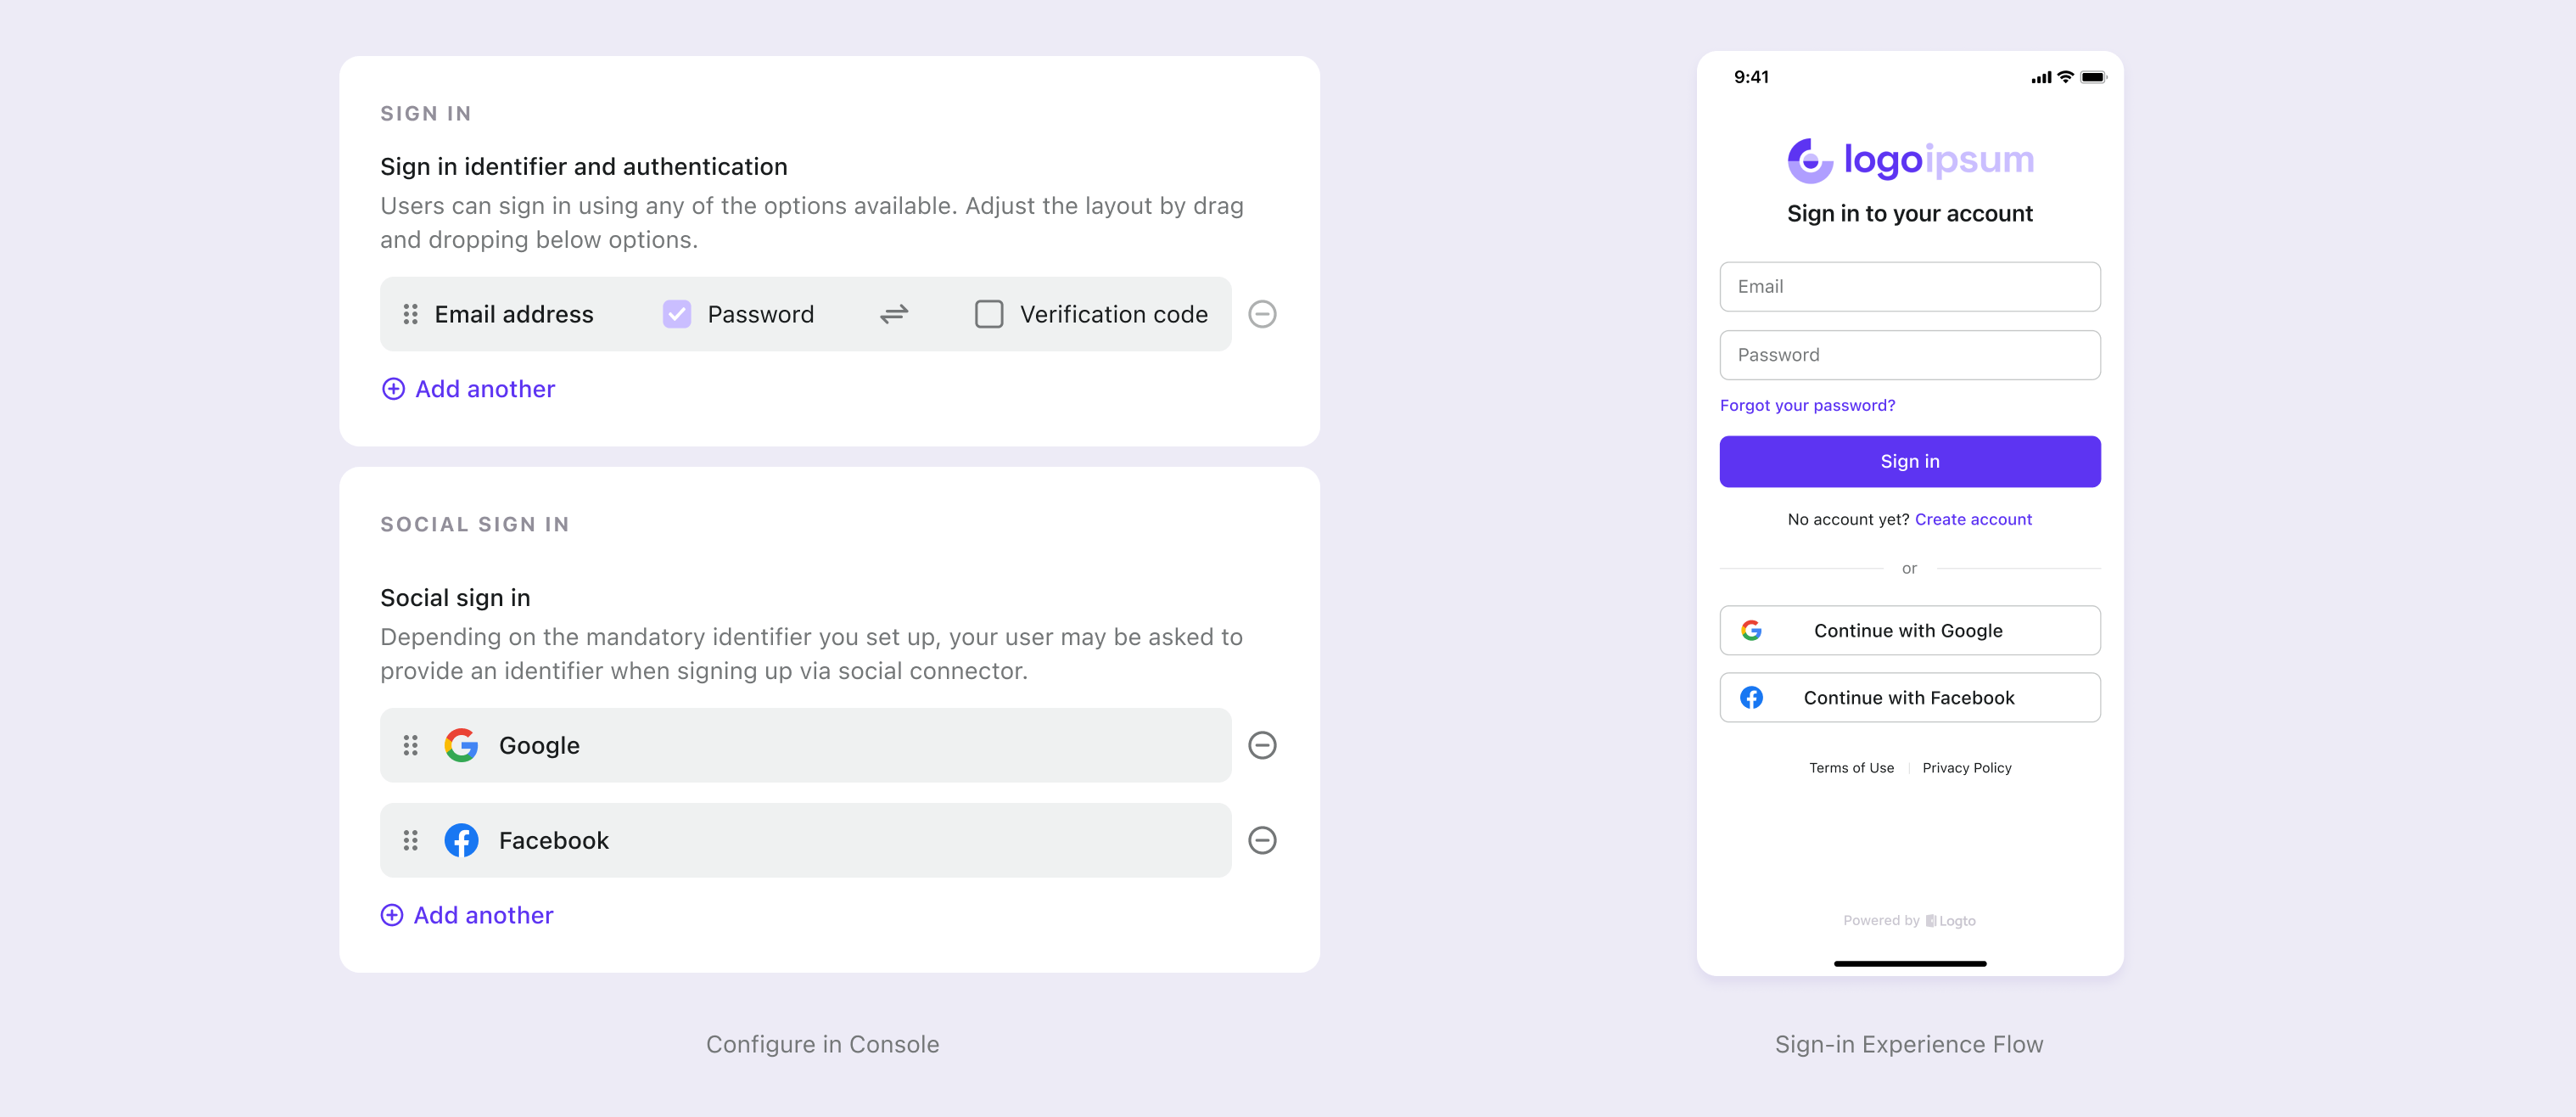 SIGN IN
Sign in identifier and authentication
Users can sign in using any of the options available. Adjust the layout by drag
and dropping below options.
Email address Password Verification code
Add another
SOCIAL SIGN IN
Social sign in
Depending on the mandatory identifier you set up, your user may be asked to
provide an identifier when signing up via social connector.
Google
Facebook
Add another
Configure in Console
9:41
logoipsum
Sign in to your account
Email
Password
Forgot your password?
Sign in
No account yet? Create account
or
Continue with Google
Continue with Facebook
Terms of Use Privacy Policy
Powered by Logto
Sign-in Experience Flow